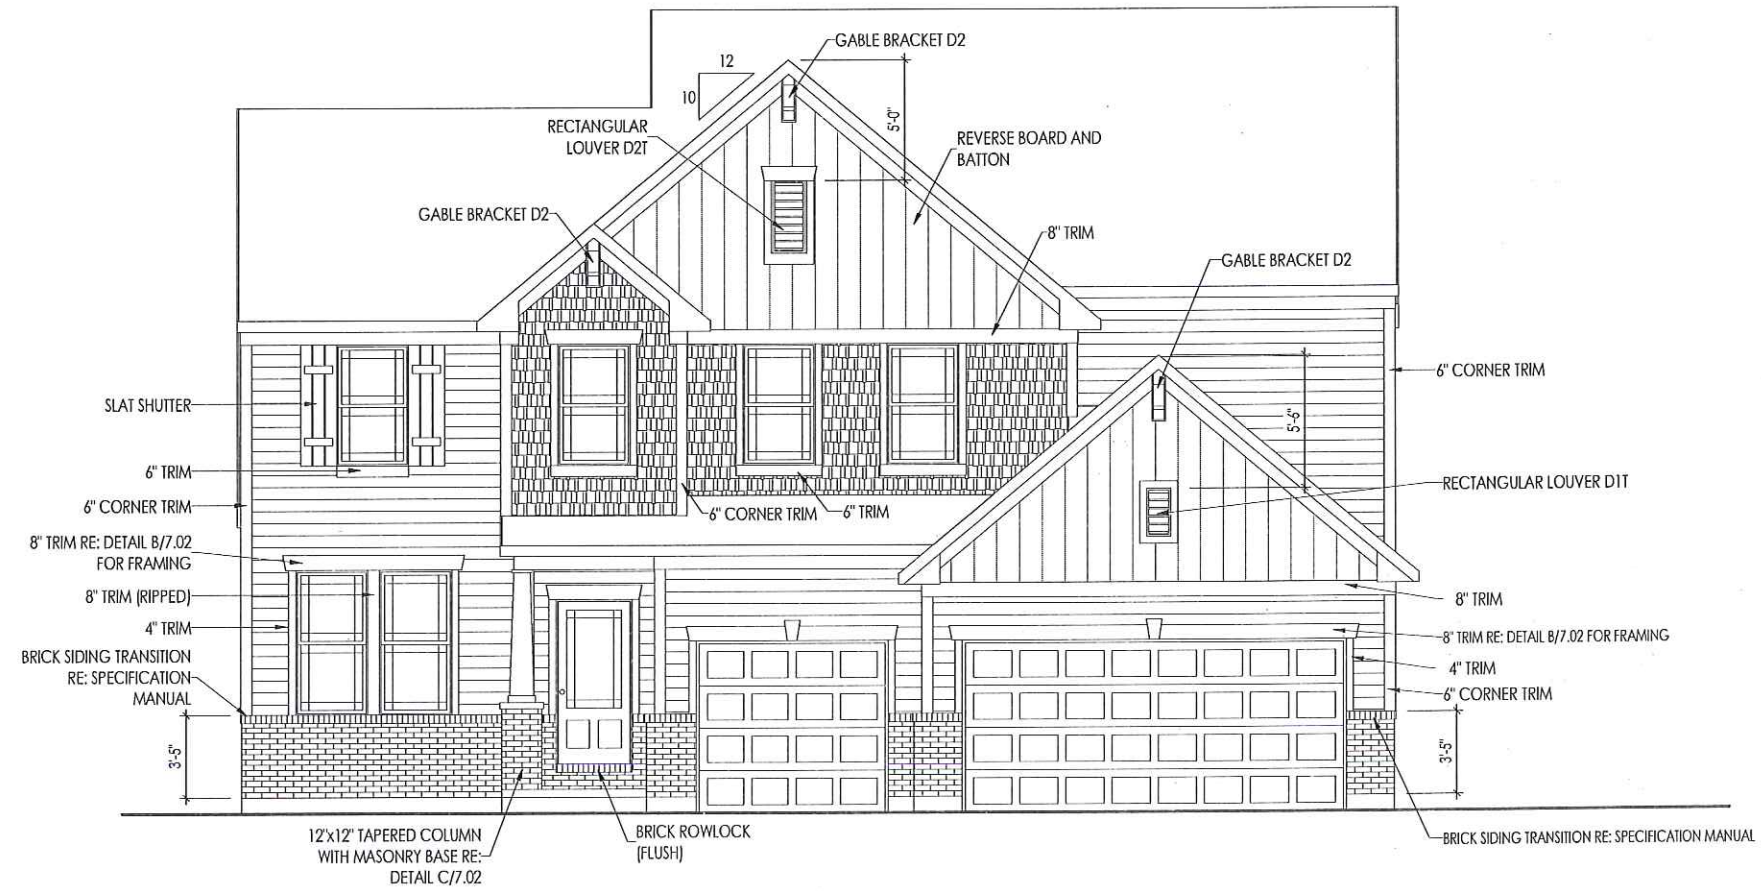 GABLE BRACKET D2
12
10
5'-0"
RECTANGULAR
LOUVER D2T
REVERSE BOARD AND
BATTON
GABLE BRACKET D2
8" TRIM
GABLE BRACKET D2
6" CORNER TRIM
SLAT SHUTTER
5'-6"
6" TRIM
RECTANGULAR LOUVER D1T
6" CORNER TRIM
6" CORNER TRIM
6" TRIM
8" TRIM RE: DETAIL B/7.02
FOR FRAMING
8" TRIM (RIPPED)
8" TRIM
4" TRIM
8" TRIM RE: DETAIL B/7.02 FOR FRAMING
BRICK SIDING TRANSITION
RE: SPECIFICATION
MANUAL
4" TRIM
6" CORNER TRIM
3'-5"
3'-5"
12"x12" TAPERED COLUMN
WITH MASONRY BASE RE:
DETAIL C/7.02
BRICK ROWLOCK
(FLUSH)
BRICK SIDING TRANSITION RE: SPECIFICATION MANUAL